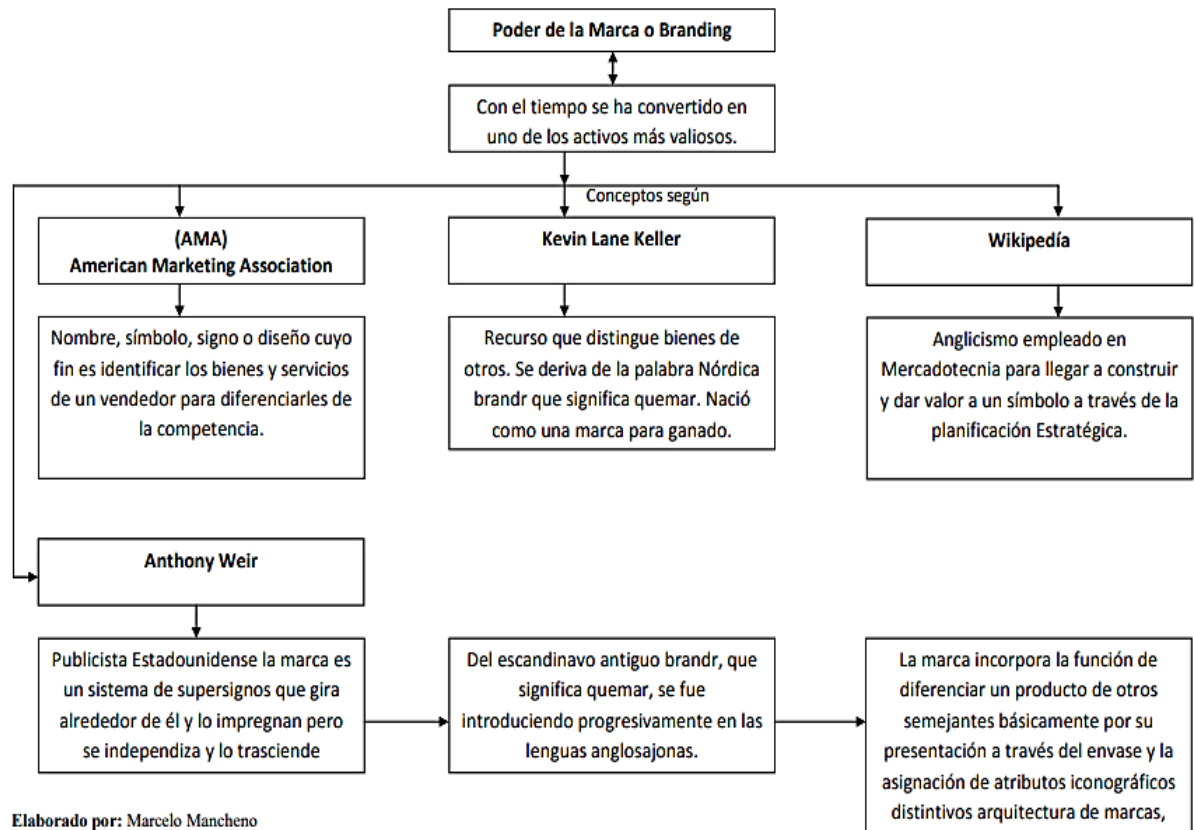 Poder de la Marca o Branding
Con el tiempo se ha convertido en
uno de los activos más valiosos.
Conceptos según
(AMA)
American Marketing Association
Kevin Lane Keller
Wikipedía
Nombre, símbolo, signo o diseño cuyo
fin es identificar los bienes y servicios
de un vendedor para diferenciarles de
la competencia.
Recurso que distingue bienes de
otros. Se deriva de la palabra Nórdica
brandr que significa quemar. Nació
como una marca para ganado.
Anglicismo empleado en
Mercadotecnia para llegar a construir
y dar valor a un símbolo a través de la
planificación Estratégica.
Anthony Weir
Publicista Estadounidense la marca es
un sistema de supersignos que gira
alrededor de él y lo impregnan pero
se independiza y lo trasciende
Del escandinavo antiguo brandr, que
significa quemar, se fue
introduciendo progresivamente en las
lenguas anglosajonas.
La marca incorpora la función de
diferenciar un producto de otros
semejantes básicamente por su
presentación a través del envase y la
asignación de atributos iconográficos
distintivos arquitectura de marcas,
Elaborado por: Marcelo Mancheno